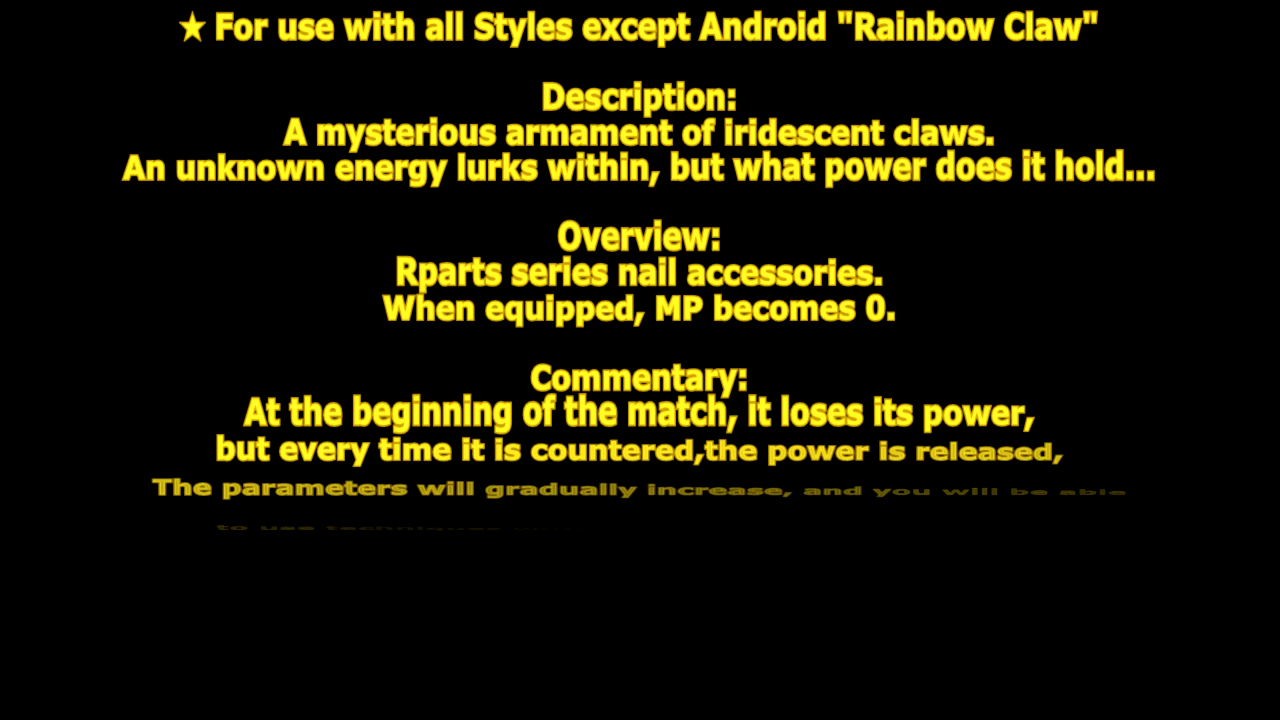 ★ For use with all Styles except Android "Rainbow Claw"
Description:
A mysterious armament of iridescent claws.
An unknown energy lurks within, but what power does it hold...
Overview:
Rparts series nail accessories.
When equipped, MP becomes 0.
Commentary:
At the beginning of the match, it loses its power,
but every time it is countered,the power is released,
The parameters will gradually increase, and you will be able
to use techniques